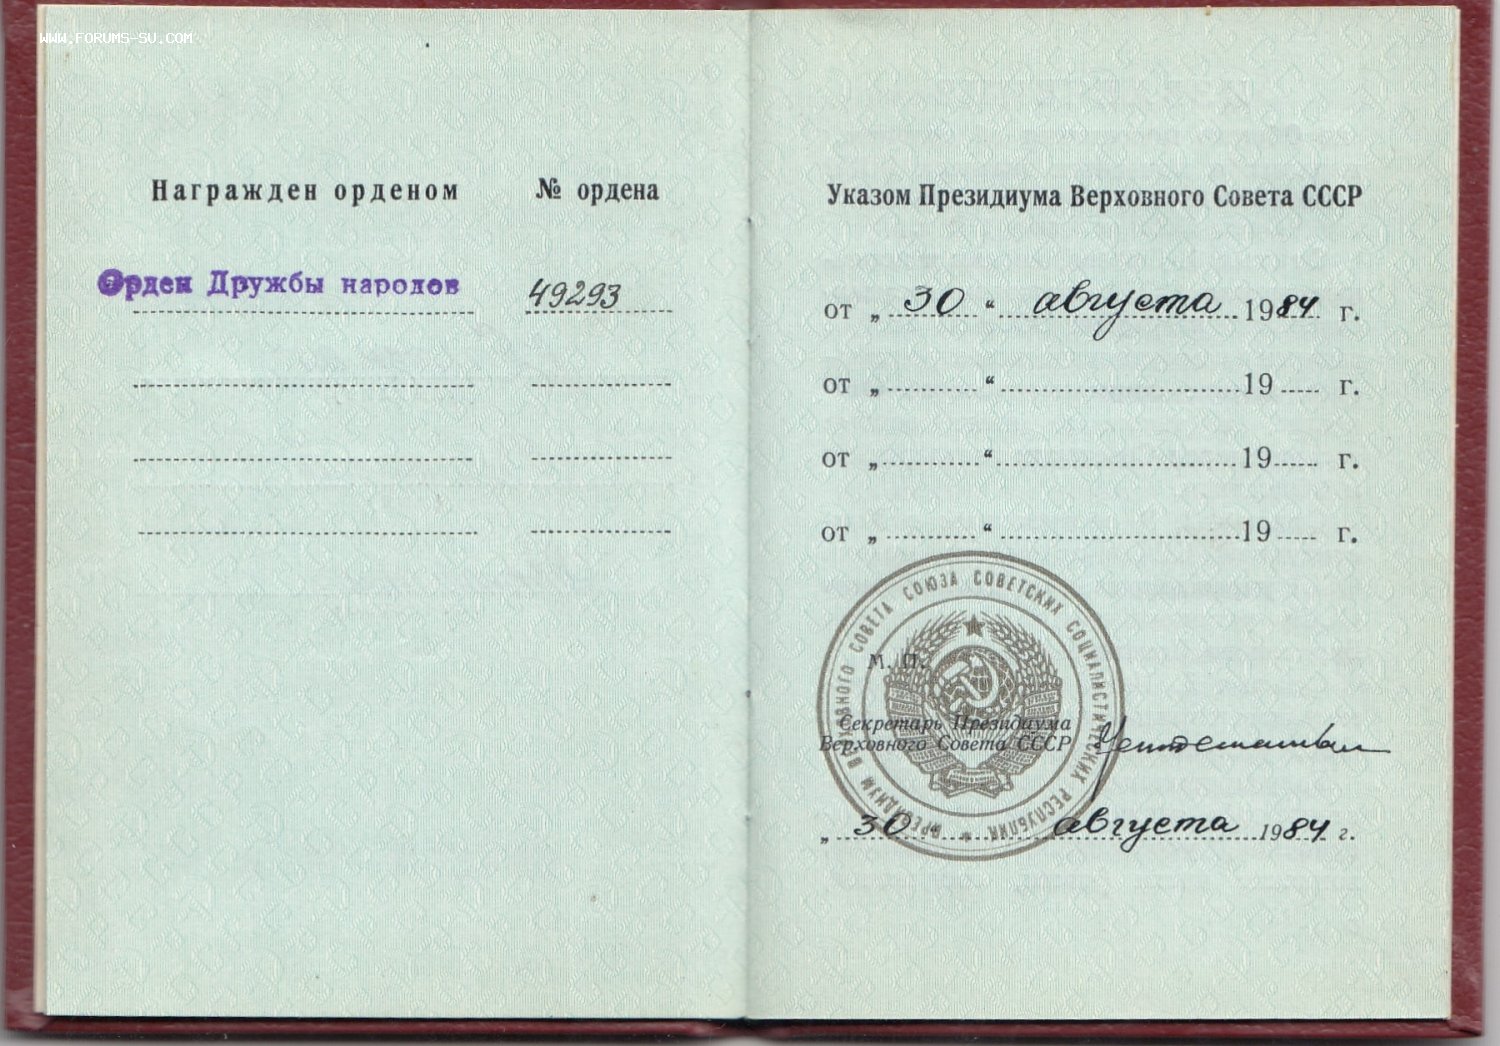 WWW.FORUMS-SU.COM
Награжден орденом № ордена
Орден Дружбы народов 49293
Указом Президиума Верховного Совета СССР
от „ 30 “ августа 1984 г.
от „ “ 19 г.
от „ “ 19 г.
от „ “ 19 г.
ПРЕЗИДИУМ ВЕРХОВНОГО СОВЕТА СОЮЗА СОВЕТСКИХ СОЦИАЛИСТИЧЕСКИХ РЕСПУБЛИК
М. П.
Секретарь Президиума
Верховного Совета СССР
„ 30 “ августа 1984 г.